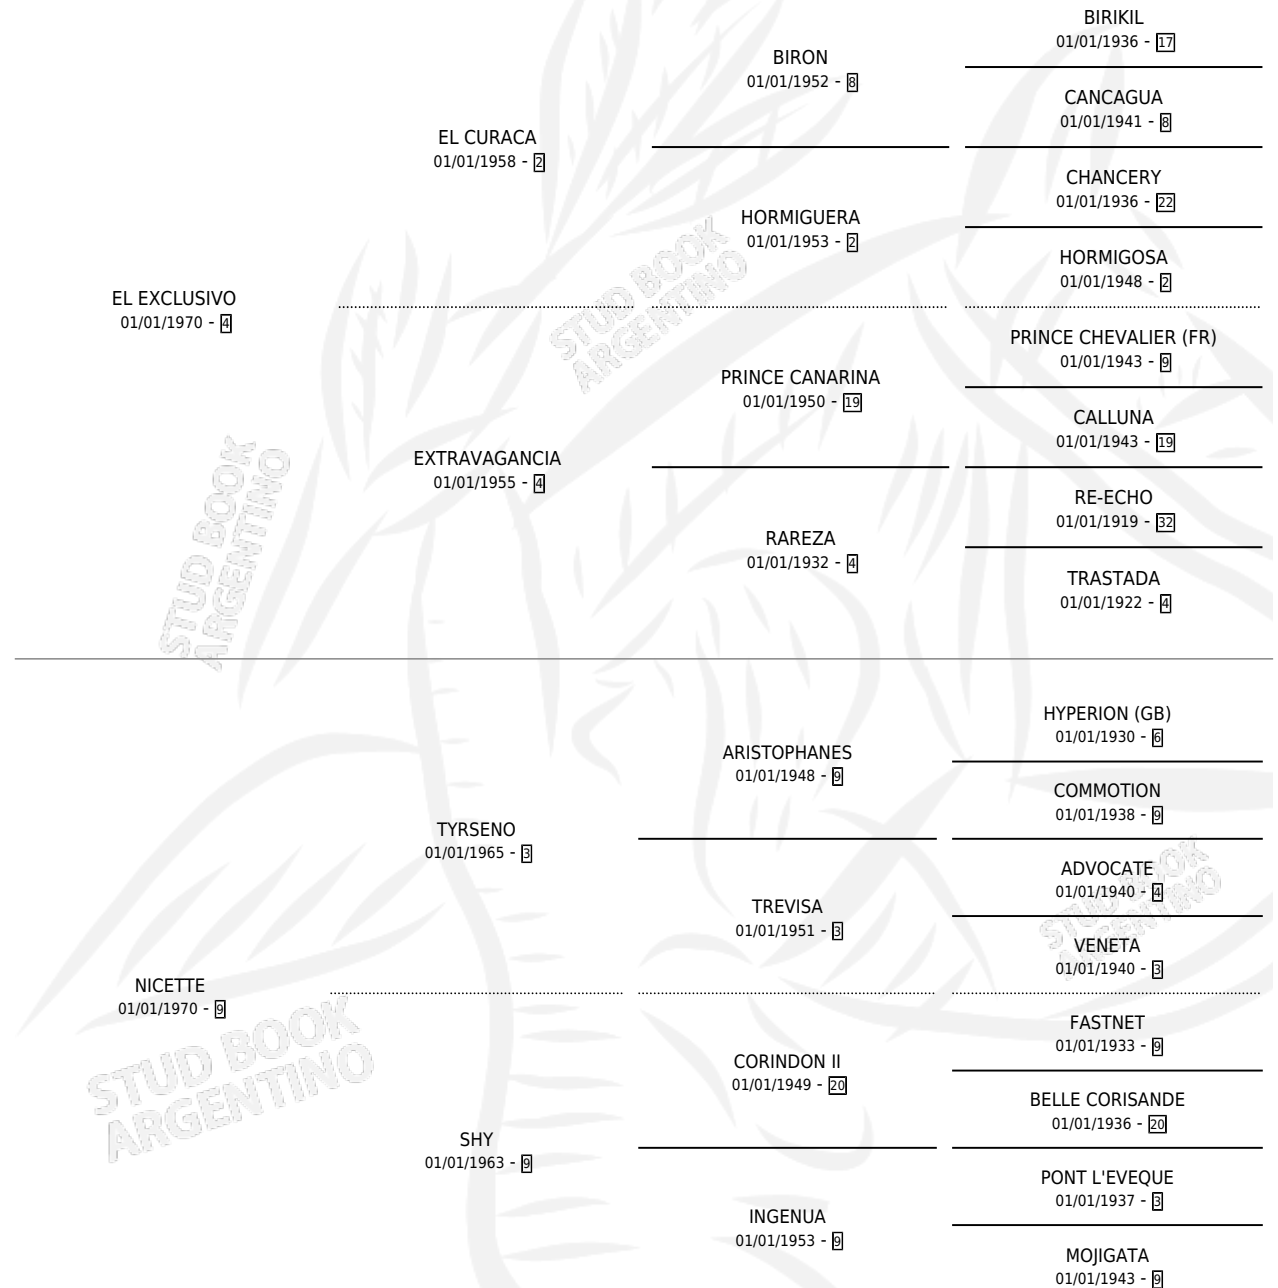 BIRIKIL
01/01/1936 - 17
BIRON
01/01/1952 - 8
CANCAGUA
01/01/1941 - 8
EL CURACA
01/01/1958 - 2
CHANCERY
01/01/1936 - 22
HORMIGUERA
01/01/1953 - 2
HORMIGOSA
01/01/1948 - 2
EL EXCLUSIVO
01/01/1970 - 4
PRINCE CHEVALIER (FR)
01/01/1943 - 9
PRINCE CANARINA
01/01/1950 - 19
CALLUNA
01/01/1943 - 19
EXTRAVAGANCIA
01/01/1955 - 4
RE-ECHO
01/01/1919 - 32
RAREZA
01/01/1932 - 4
TRASTADA
01/01/1922 - 4
HYPERION (GB)
01/01/1930 - 6
ARISTOPHANES
01/01/1948 - 9
COMMOTION
01/01/1938 - 9
TYRSENO
01/01/1965 - 3
ADVOCATE
01/01/1940 - 4
TREVISA
01/01/1951 - 3
VENETA
01/01/1940 - 3
NICETTE
01/01/1970 - 9
FASTNET
01/01/1933 - 9
CORINDON II
01/01/1949 - 20
BELLE CORISANDE
01/01/1936 - 20
SHY
01/01/1963 - 9
PONT L'EVEQUE
01/01/1937 - 3
INGENUA
01/01/1953 - 9
MOJIGATA
01/01/1943 - 9
STUD BOOK
ARGENTINO
STUD BOOK
ARGENTINO
STUD BOOK
ARGENTINO
STUD BOOK
ARGENTINO